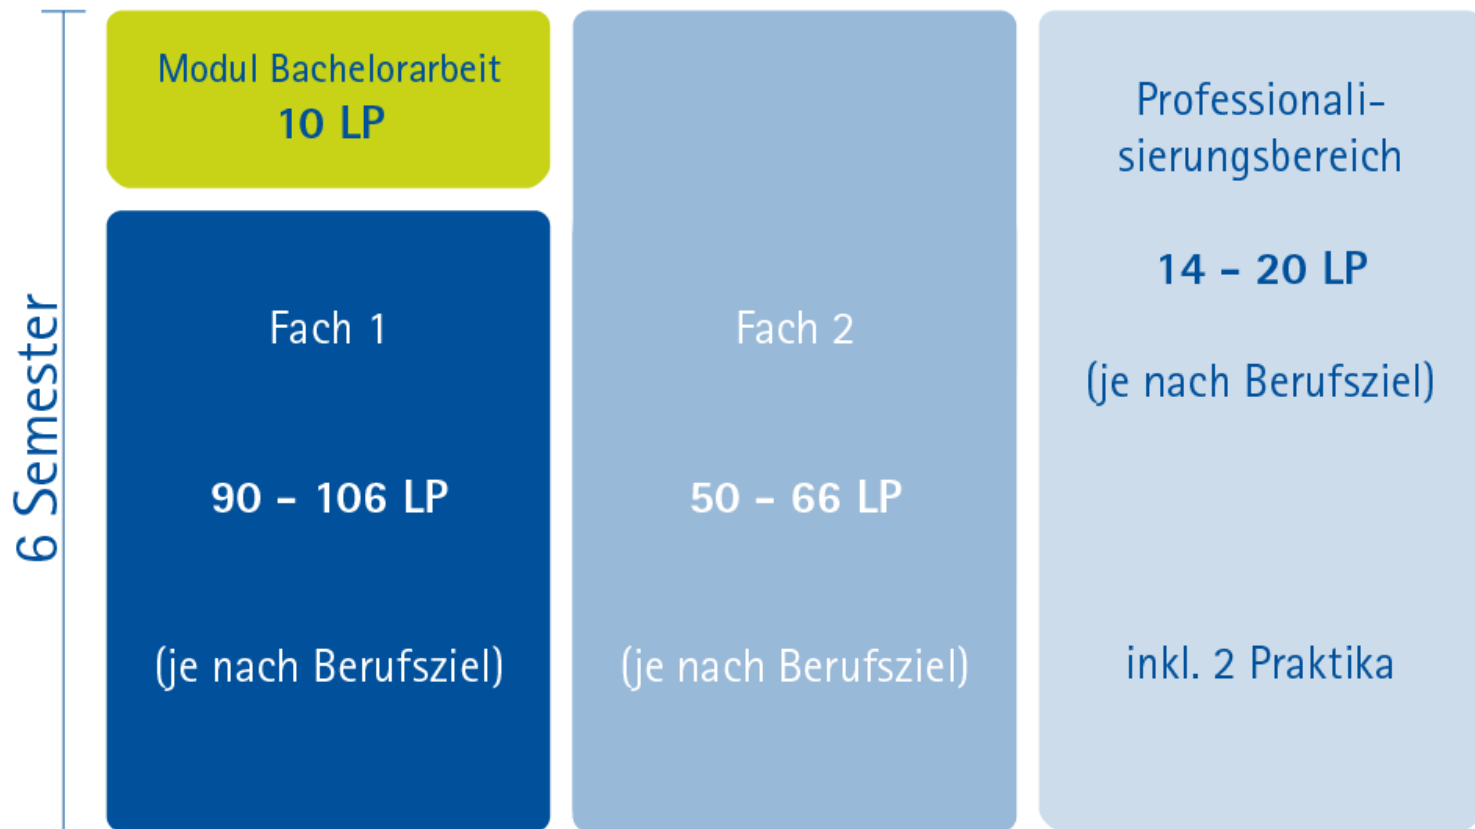 6 Semester
Modul Bachelorarbeit
10 LP
Fach 1
90 – 106 LP
(je nach Berufsziel)
Fach 2
50 – 66 LP
(je nach Berufsziel)
Professionali-
sierungsbereich
14 – 20 LP
(je nach Berufsziel)
inkl. 2 Praktika